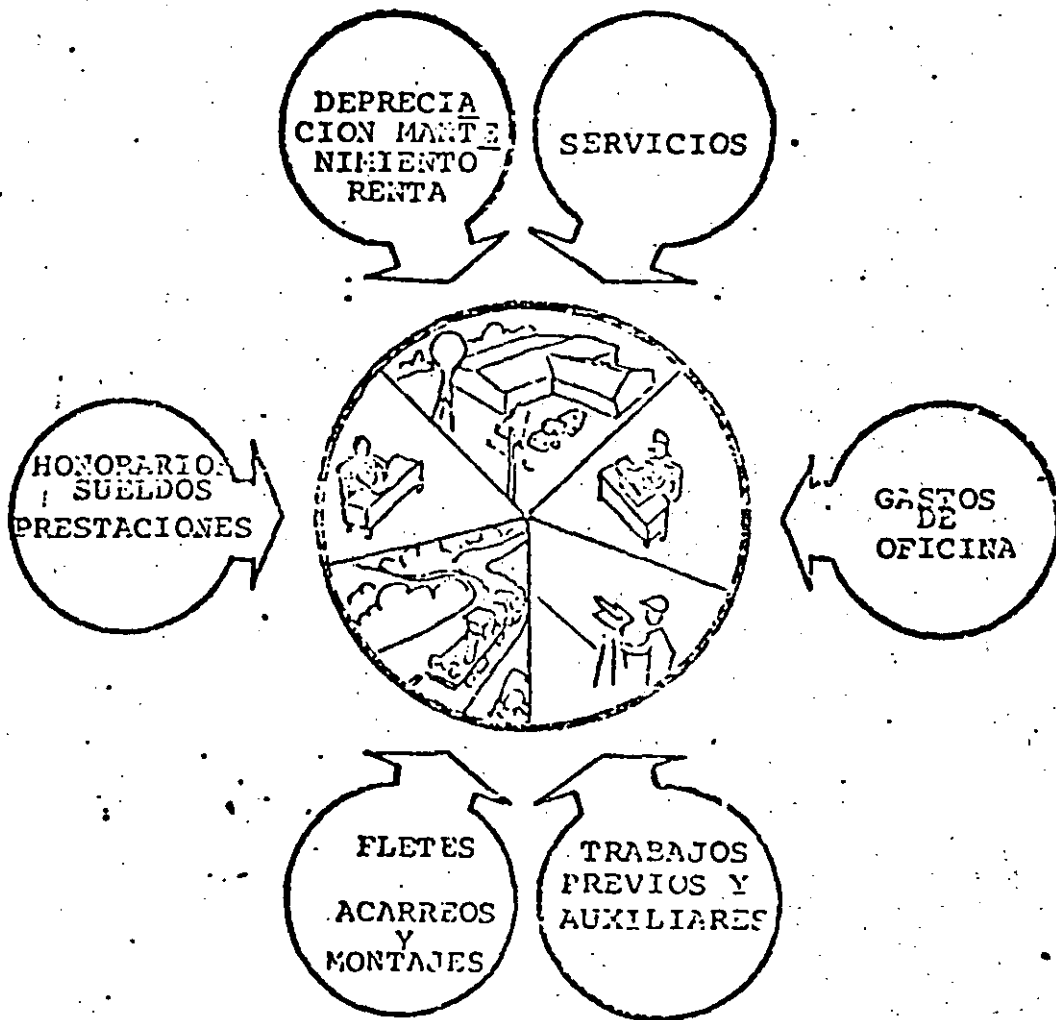 DEPRECIA
CION MANTE
NIMIENTO
RENTA
SERVICIOS
HONORARIOS
SUELDOS
PRESTACIONES
GASTOS
DE
OFICINA
FLETES
ACARREOS
Y
MONTAJES
TRABAJOS
PREVIOS Y
AUXILIARES